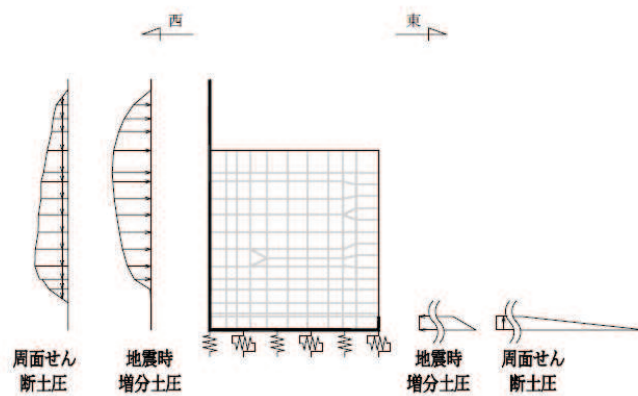 西
東
周面せん
断土圧
地震時
増分土圧
地震時
増分土圧
周面せん
断土圧